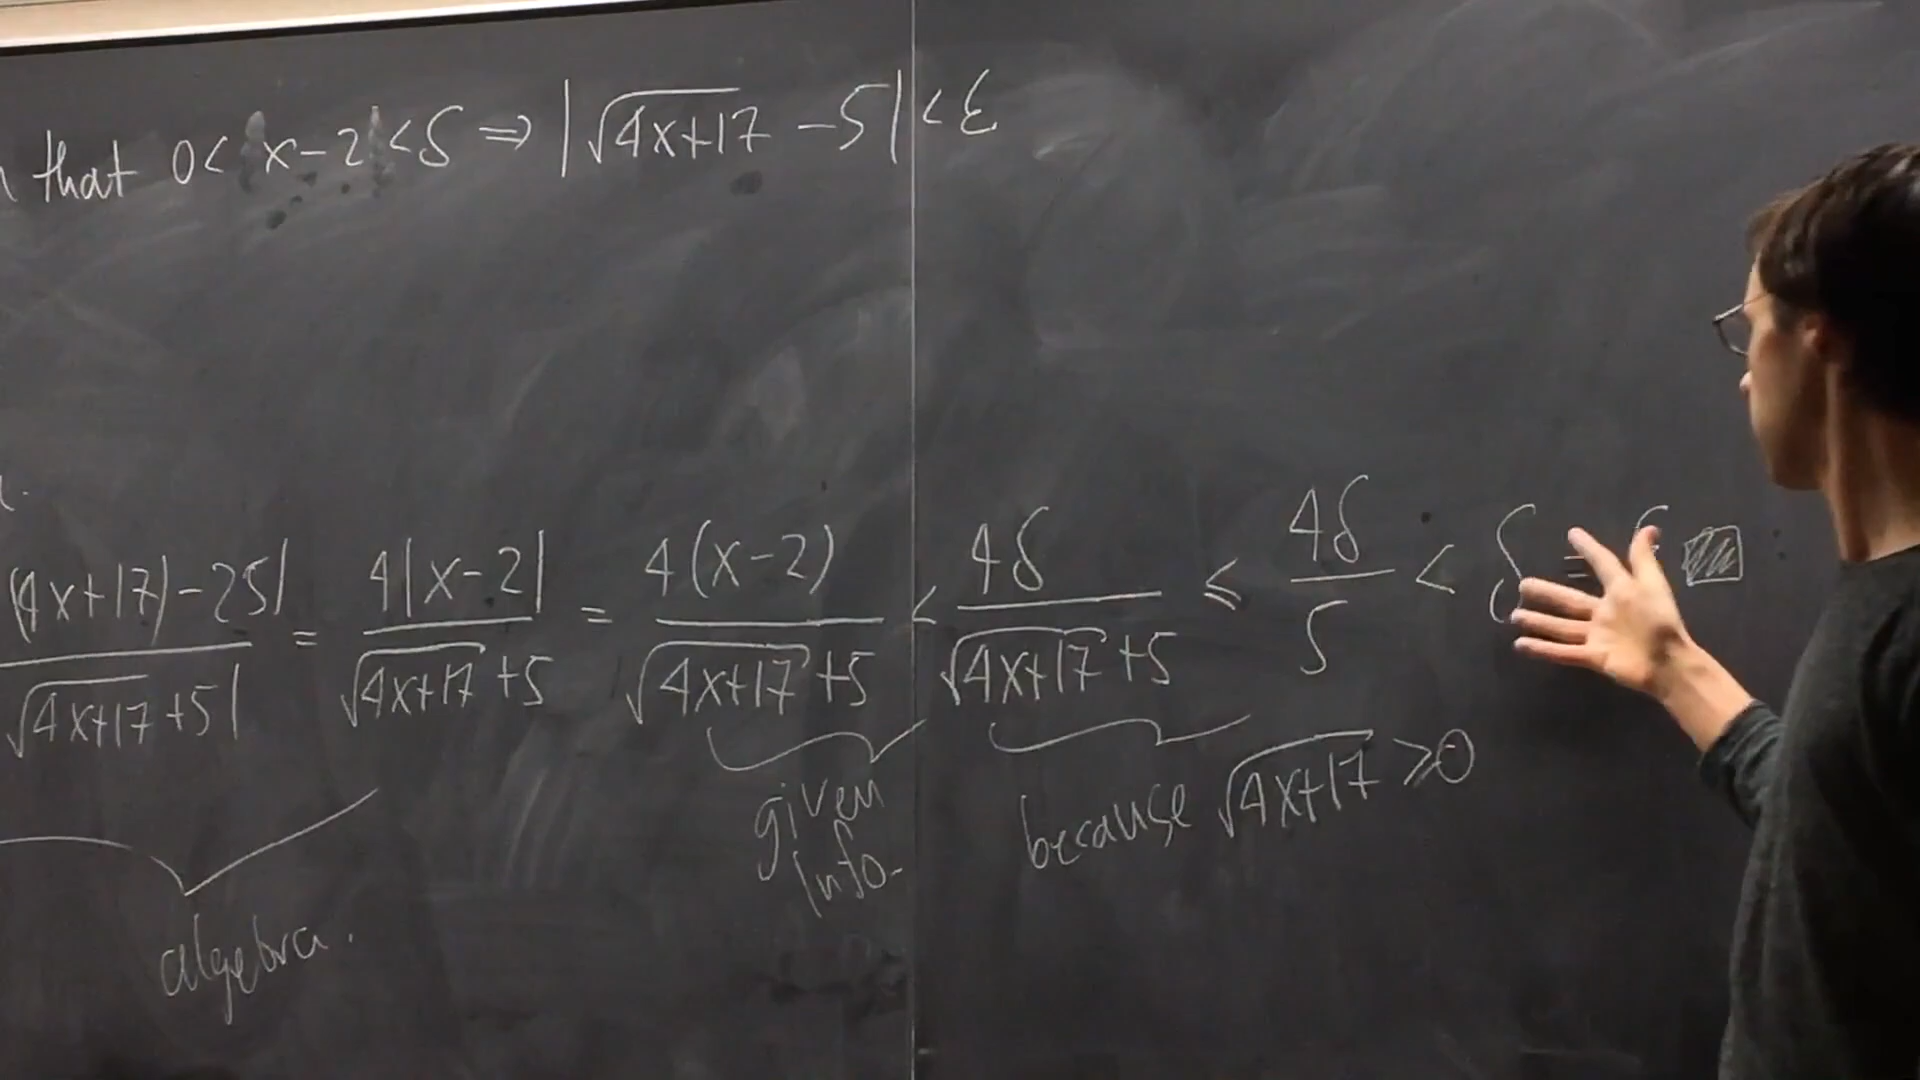 that 0 < x-2 < δ ⇒ |√(4x+17) - 5| < ε
|(4x+17)-25| / |√(4x+17) +5| = 4|x-2| / (√(4x+17) +5) = 4(x-2) / (√(4x+17) +5) < 4δ / (√(4x+17) +5) ≤ 4δ / 5 < δ =
given info.
because √(4x+17) ≥ 0
algebra.